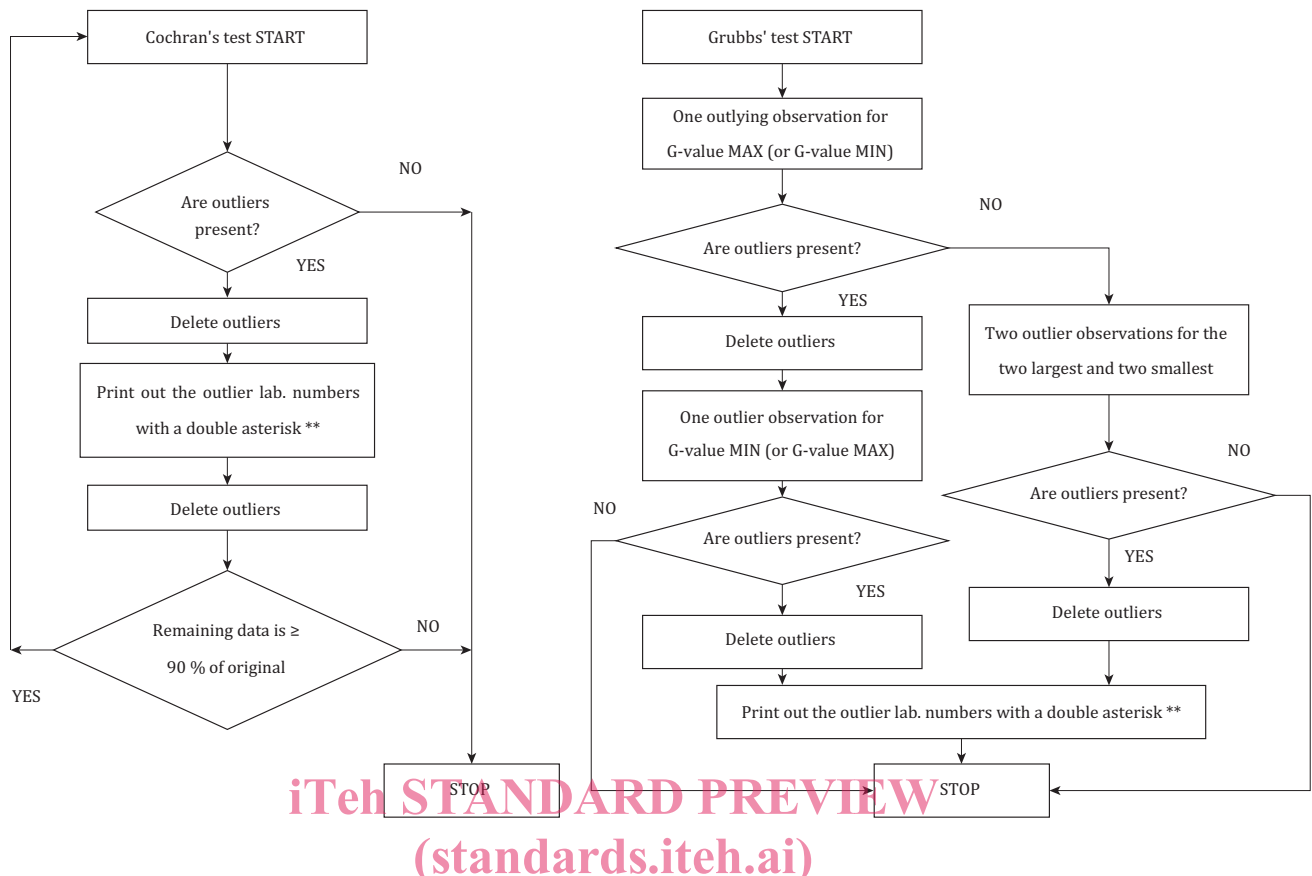 Cochran's test START
Are outliers
present?
NO
YES
Delete outliers
Print out the outlier lab. numbers
with a double asterisk **
Delete outliers
Remaining data is ≥
90 % of original
NO
YES
STOP
Grubbs' test START
One outlying observation for
G-value MAX (or G-value MIN)
Are outliers present?
NO
YES
Delete outliers
One outlier observation for
G-value MIN (or G-value MAX)
Are outliers present?
NO
YES
Delete outliers
Two outlier observations for the
two largest and two smallest
Are outliers present?
NO
YES
Delete outliers
Print out the outlier lab. numbers with a double asterisk **
STOP
iTeh STANDARD PREVIEW
(standards.iteh.ai)